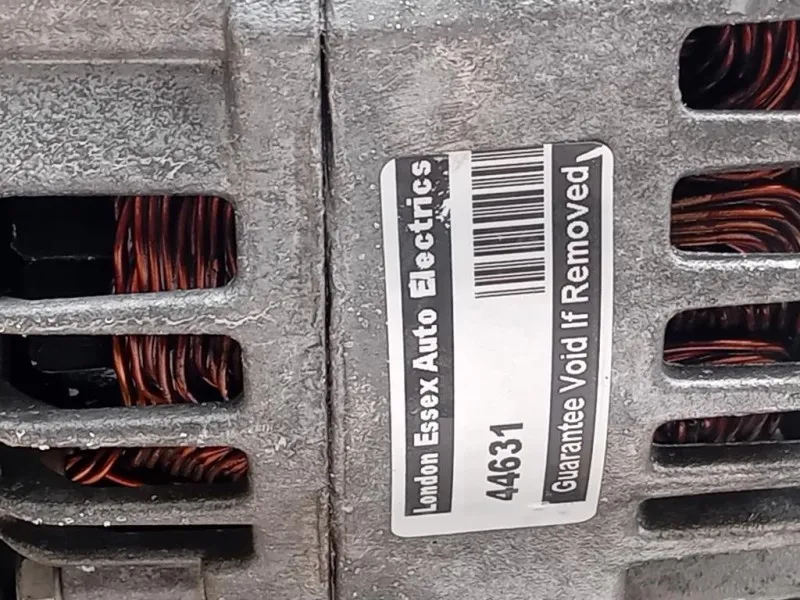 London Essex Auto Electrics
44631
Guarantee Void If Removed